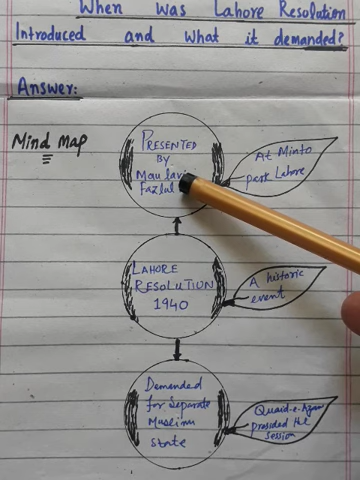 When was Lahore Resolution
Introduced and what it demanded?
Answer:
Mind Map
PRESENTED
BY
Maulavi
Fazlul
At Minto
park Lahore
LAHORE
RESOLUTION
1940
A historic
event
Demanded
for Separate
Muslim
state
Quaid-e-Azam
presided the
session